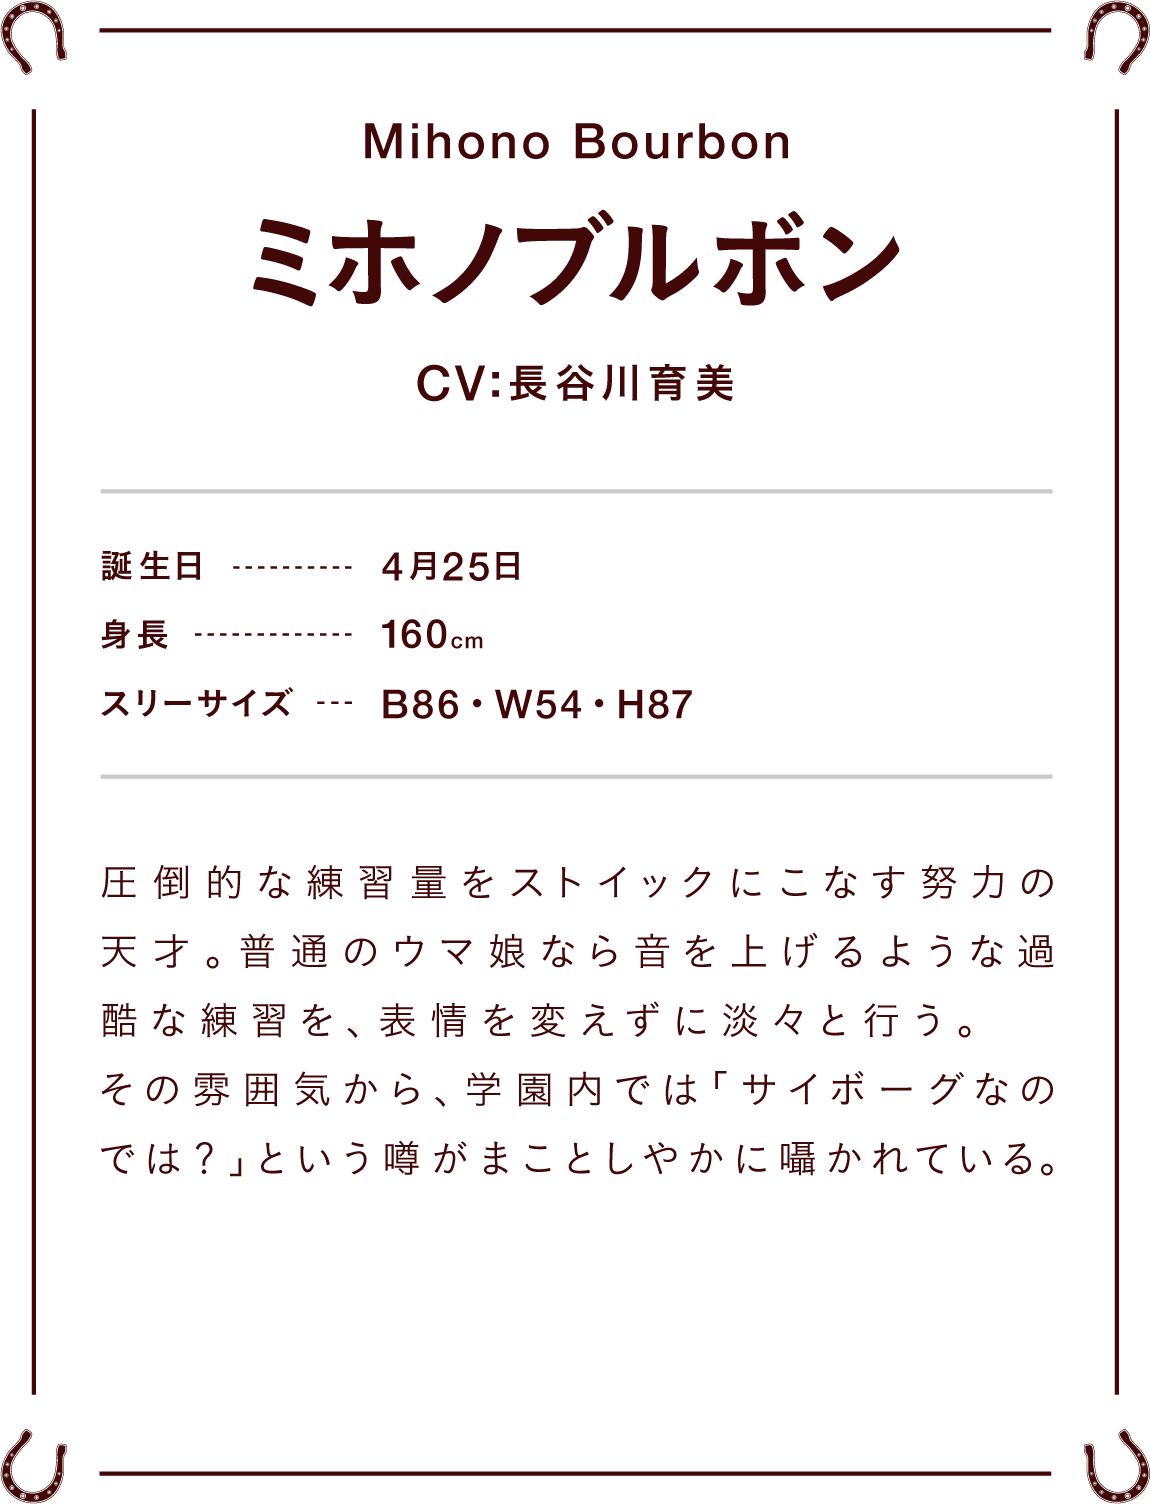 Mihono Bourbon
ミホノブルボン
CV:長谷川育美
誕生日 ---------- 4月25日
身長 ------------- 160cm
スリーサイズ --- B86・W54・H87
圧倒的な練習量をストイックにこなす努力の
天才。普通のウマ娘なら音を上げるような過
酷な練習を、表情を変えずに淡々と行う。
その雰囲気から、学園内では「サイボーグなの
では？」という噂がまことしやかに囁かれている。